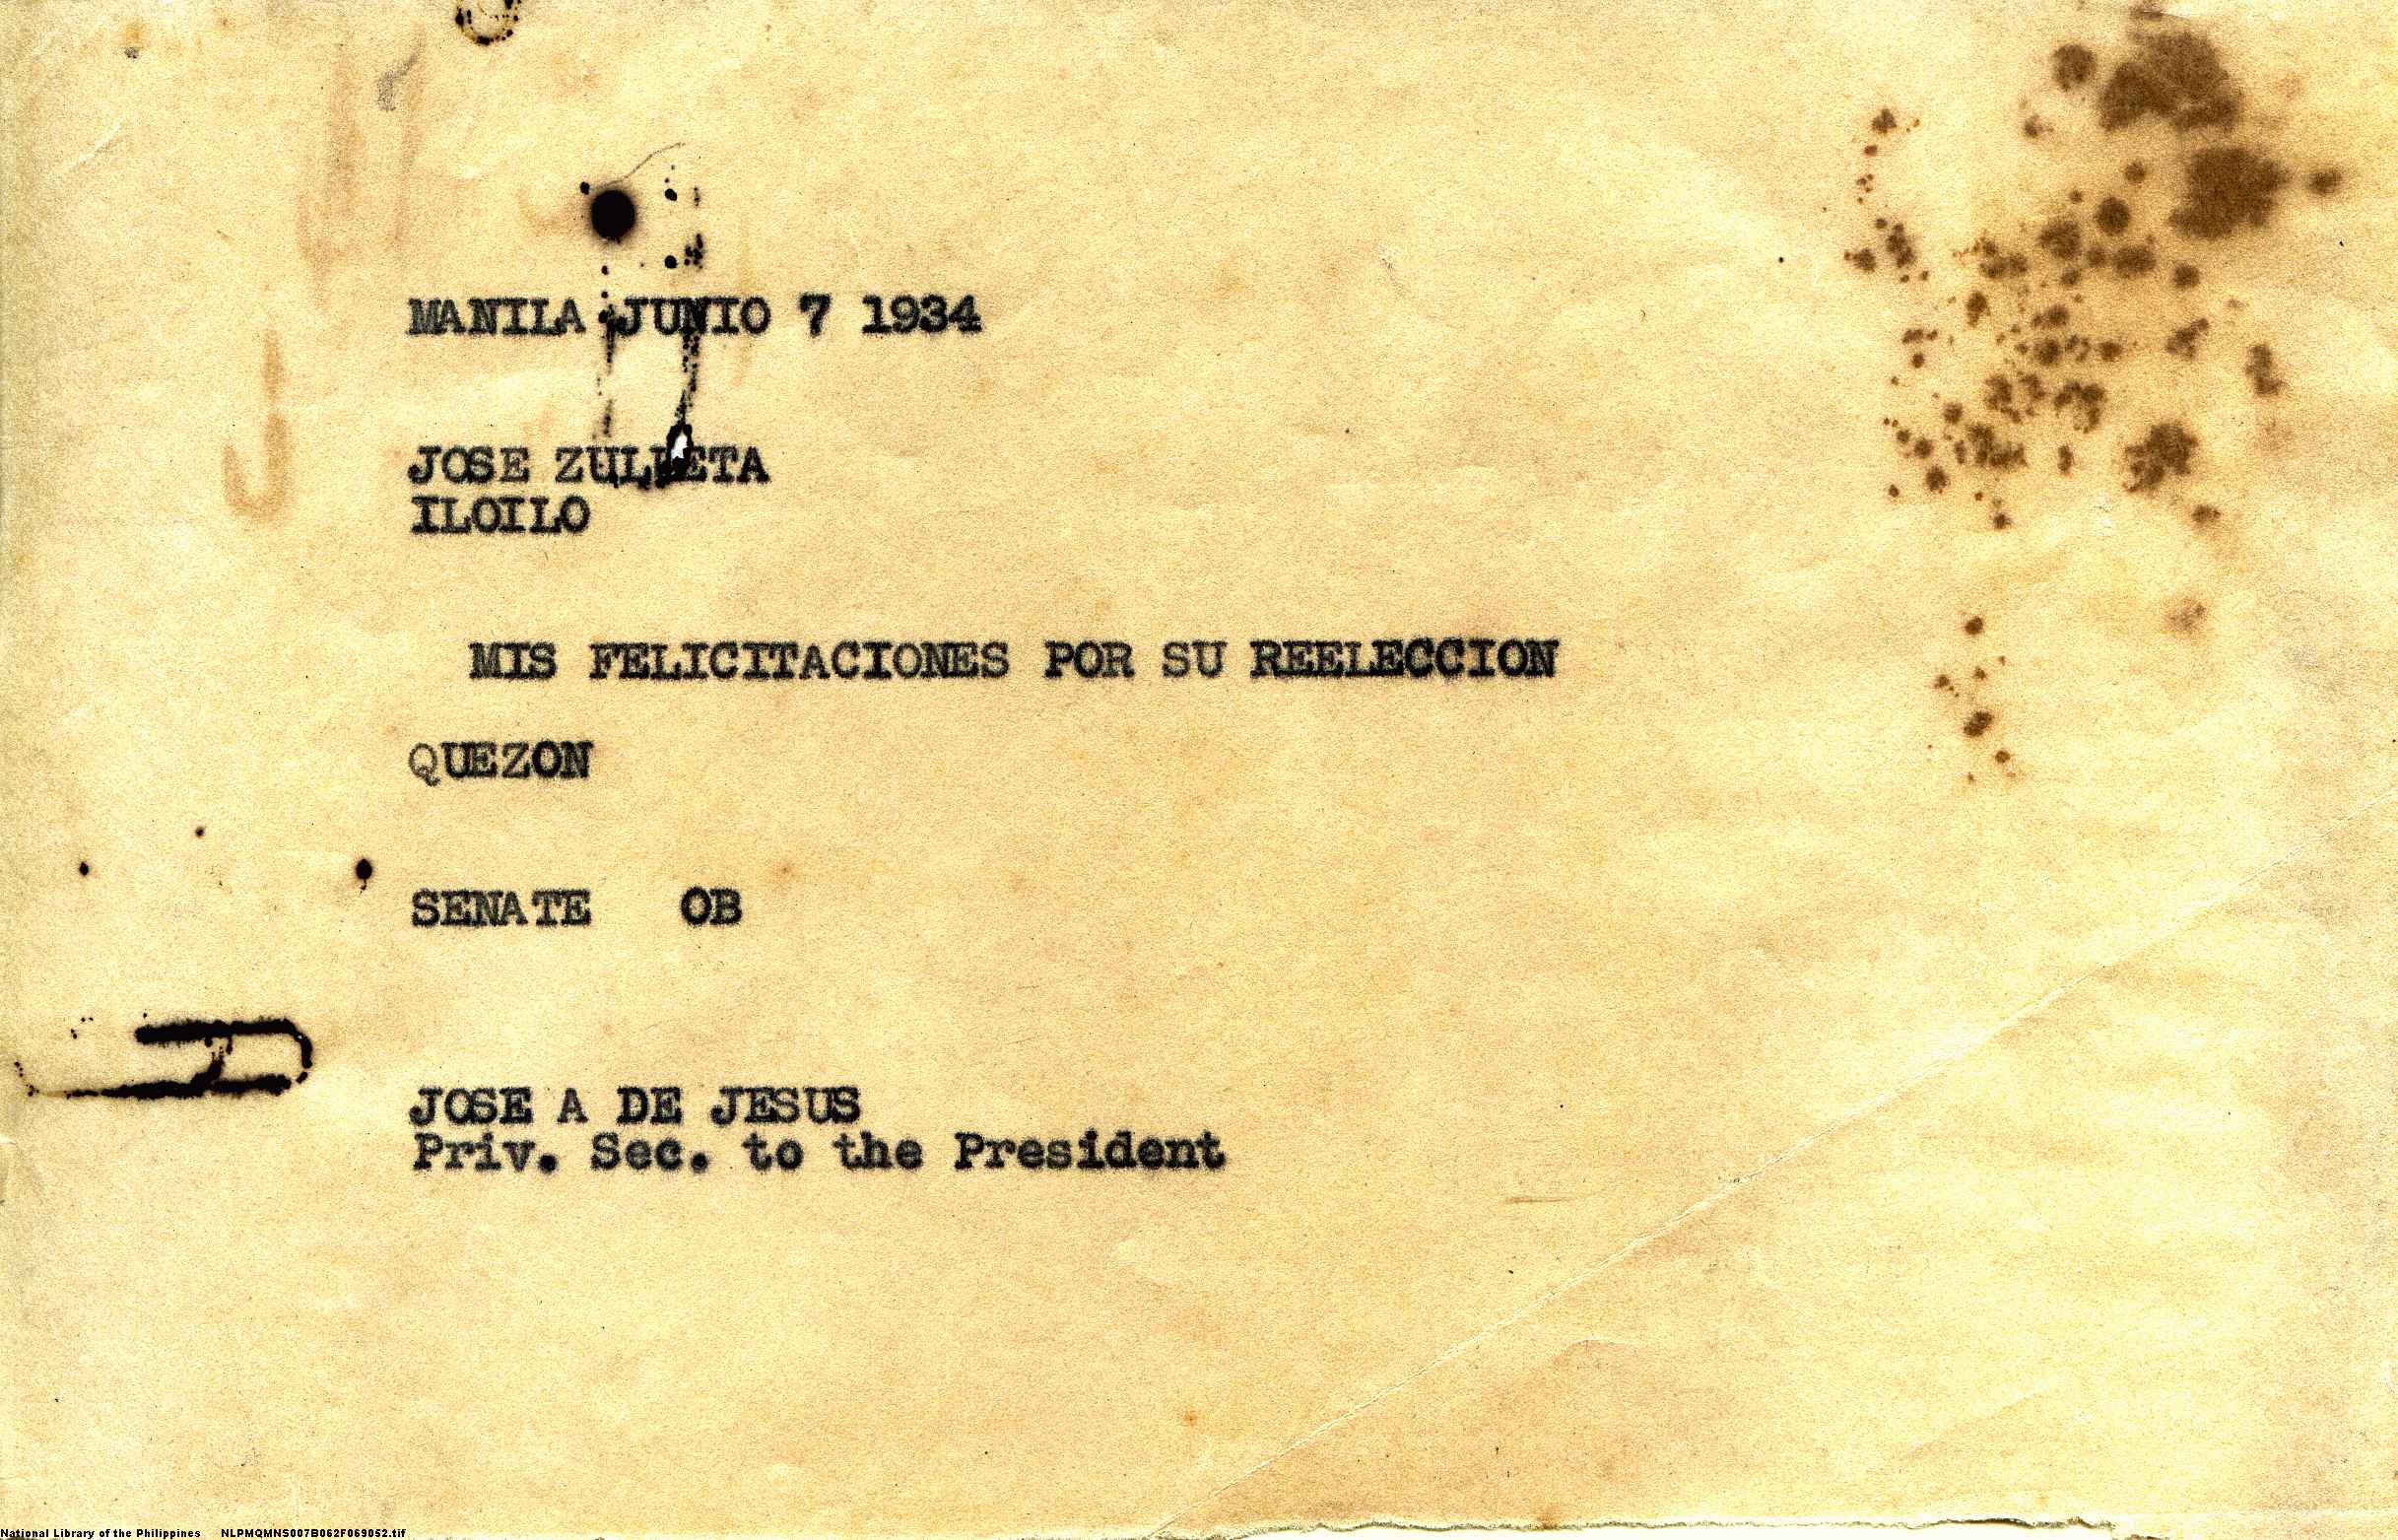 MANILA JUNIO 7 1934
JOSE ZULUETA
ILOILO
MIS FELICITACIONES POR SU REELECCION
QUEZON
SENATE OB
JOSE A DE JESUS
Priv. Sec. to the President
National Library of the Philippines NLPMQMNS007B062F069052.tif